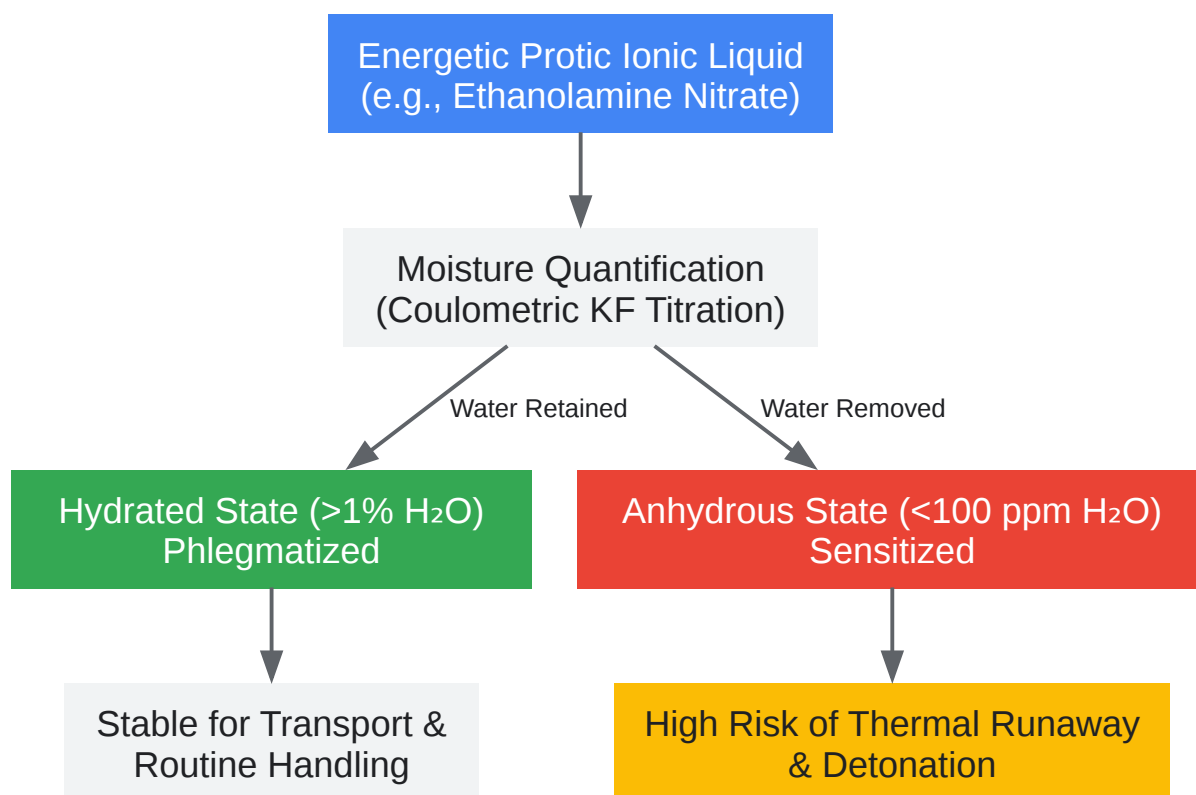 Energetic Protic Ionic Liquid
(e.g., Ethanolamine Nitrate)
Moisture Quantification
(Coulometric KF Titration)
Water Retained
Water Removed
Hydrated State (>1% H₂O)
Phlegmatized
Anhydrous State (<100 ppm H₂O)
Sensitized
Stable for Transport &
Routine Handling
High Risk of Thermal Runaway
& Detonation